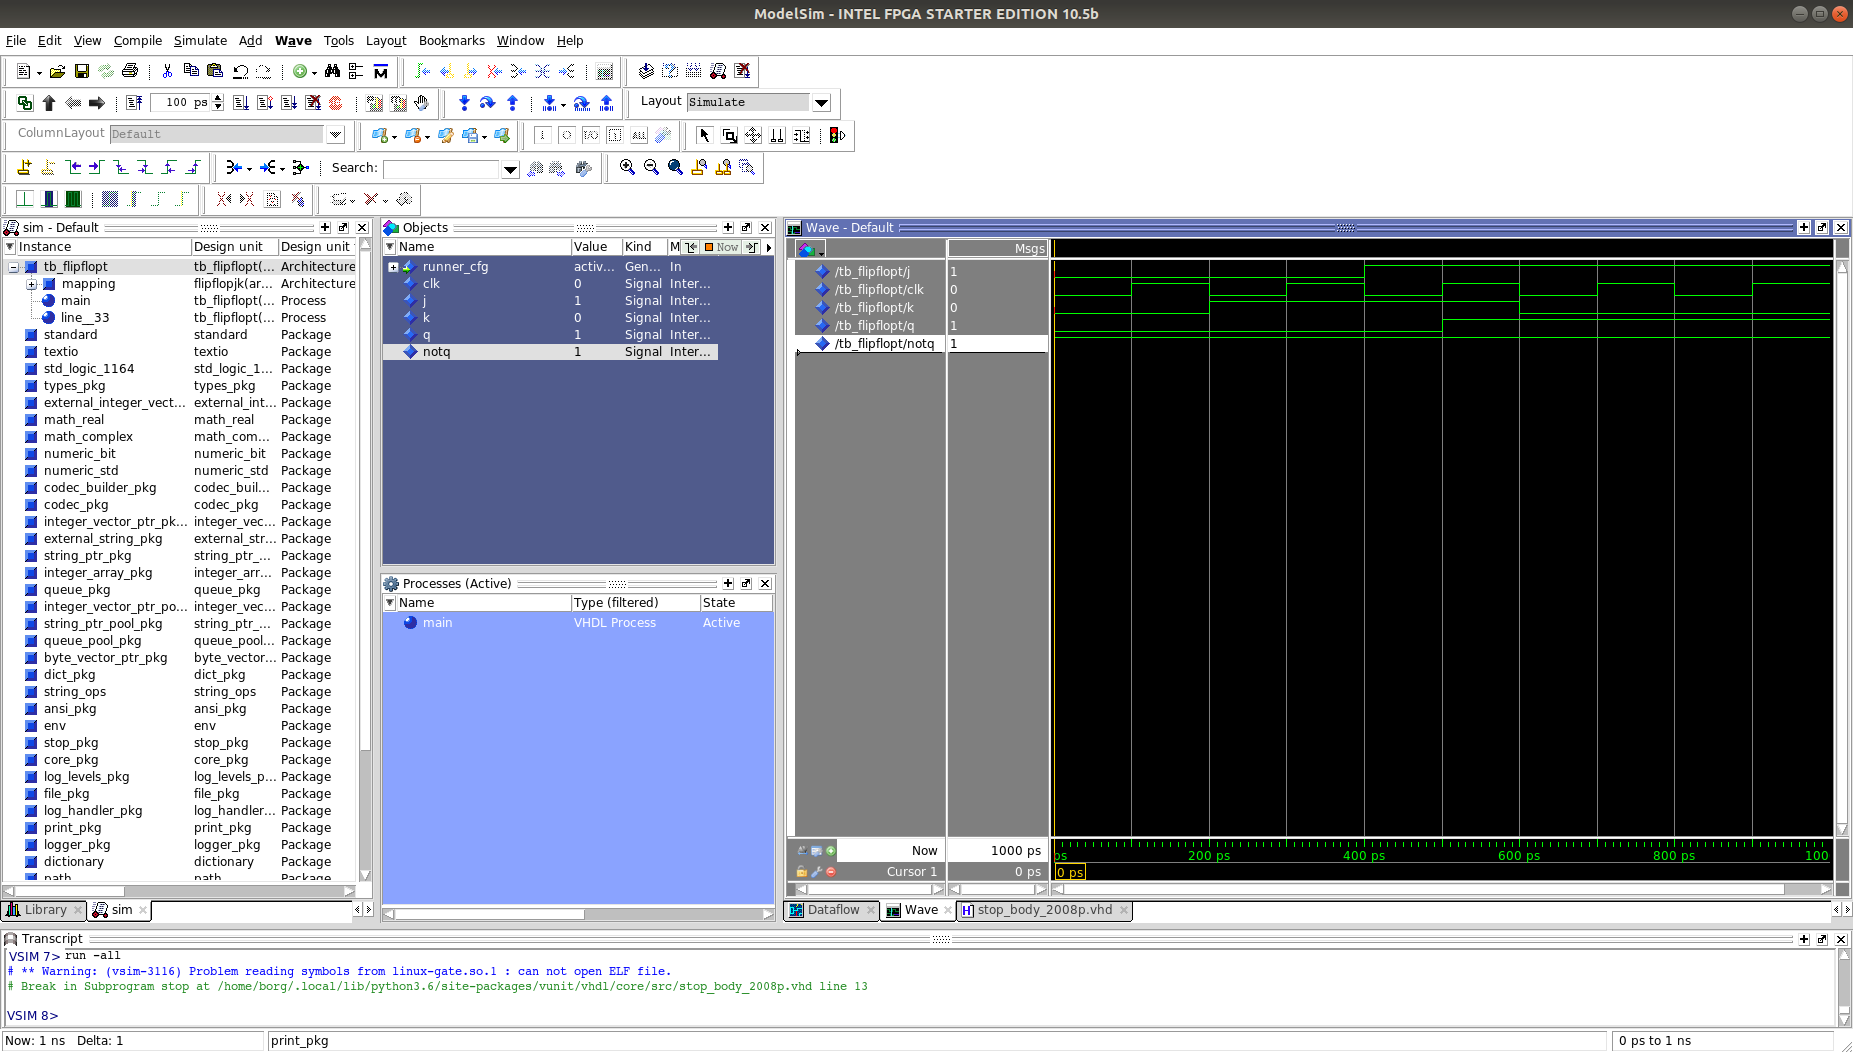 ModelSim - INTEL FPGA STARTER EDITION 10.5b
File Edit View Compile Simulate Add Wave Tools Layout Bookmarks Window Help
100 ps
Layout Simulate
ColumnLayout Default
Search:
sim - Default
Instance Design unit Design unit
tb_flipflopt tb_flipflopt(... Architecture
mapping flipflopjk(ar... Architecture
main tb_flipflopt(... Process
line__33 tb_flipflopt(... Process
standard standard Package
textio textio Package
std_logic_1164 std_logic_1... Package
types_pkg types_pkg Package
external_integer_vect... external_int... Package
math_real math_real Package
math_complex math_com... Package
numeric_bit numeric_bit Package
numeric_std numeric_std Package
codec_builder_pkg codec_buil... Package
codec_pkg codec_pkg Package
integer_vector_ptr_pk... integer_vec... Package
external_string_pkg external_str... Package
string_ptr_pkg string_ptr_... Package
integer_array_pkg integer_arr... Package
queue_pkg queue_pkg Package
integer_vector_ptr_po... integer_vec... Package
string_ptr_pool_pkg string_ptr_... Package
queue_pool_pkg queue_pool... Package
byte_vector_ptr_pkg byte_vector... Package
dict_pkg dict_pkg Package
string_ops string_ops Package
ansi_pkg ansi_pkg Package
env env Package
stop_pkg stop_pkg Package
core_pkg core_pkg Package
log_levels_pkg log_levels_p... Package
file_pkg file_pkg Package
log_handler_pkg log_handler... Package
print_pkg print_pkg Package
logger_pkg logger_pkg Package
dictionary dictionary Package
path path Package
Library sim
Objects
Name Value Kind M Now
runner_cfg activ... Gen... In
clk 0 Signal Inter...
j 1 Signal Inter...
k 0 Signal Inter...
q 1 Signal Inter...
notq 1 Signal Inter...
Processes (Active)
Name Type (filtered) State
main VHDL Process Active
Wave - Default
Msgs
/tb_flipflopt/j 1
/tb_flipflopt/clk 0
/tb_flipflopt/k 0
/tb_flipflopt/q 1
/tb_flipflopt/notq 1
Now 1000 ps ps 200 ps 400 ps 600 ps 800 ps 100
Cursor 1 0 ps 0 ps
Dataflow Wave stop_body_2008p.vhd
Transcript
VSIM 7> run -all
# ** Warning: (vsim-3116) Problem reading symbols from linux-gate.so.1 : can not open ELF file.
# Break in Subprogram stop at /home/borg/.local/lib/python3.6/site-packages/vunit/vhdl/core/src/stop_body_2008p.vhd line 13
VSIM 8>
Now: 1 ns Delta: 1 print_pkg 0 ps to 1 ns